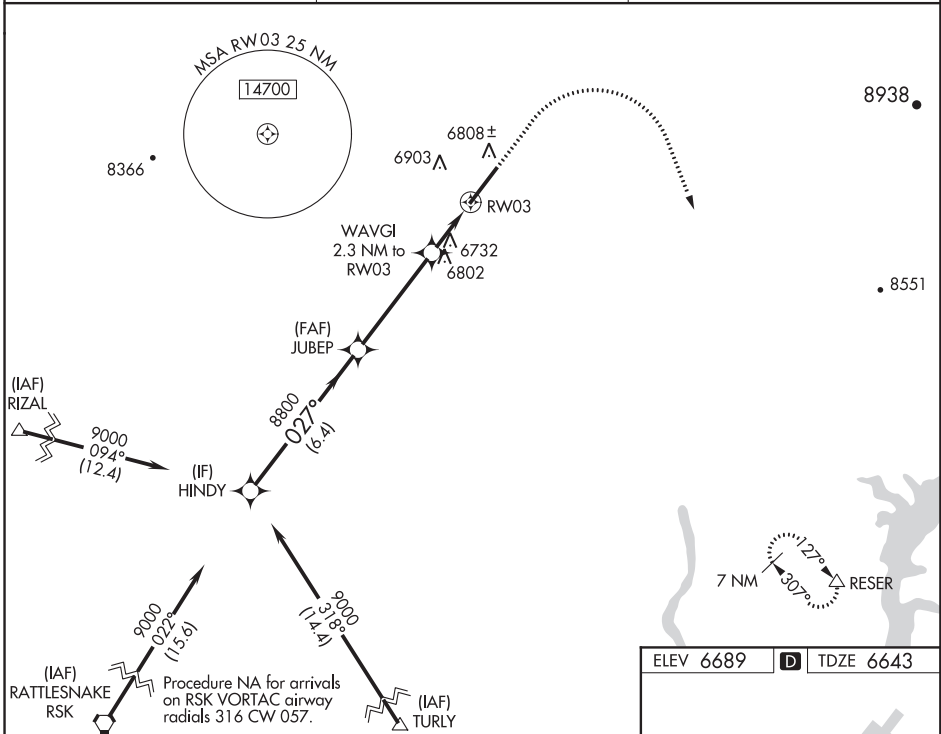 MSA RW03 25 NM
14700
8938
8366
6903
6808±
RW03
WAVGI
2.3 NM to
RW03
6732
6802
8551
(FAF)
JUBEP
(IAF)
RIZAL
9000
094°
(12.4)
8800
027°
(6.4)
(IF)
HINDY
9000
022°
(15.6)
9000
318°
(14.4)
7 NM
127°
307°
RESER
(IAF)
RATTLESNAKE
RSK
Procedure NA for arrivals
on RSK VORTAC airway
radials 316 CW 057.
(IAF)
TURLY
ELEV 6689 D TDZE 6643